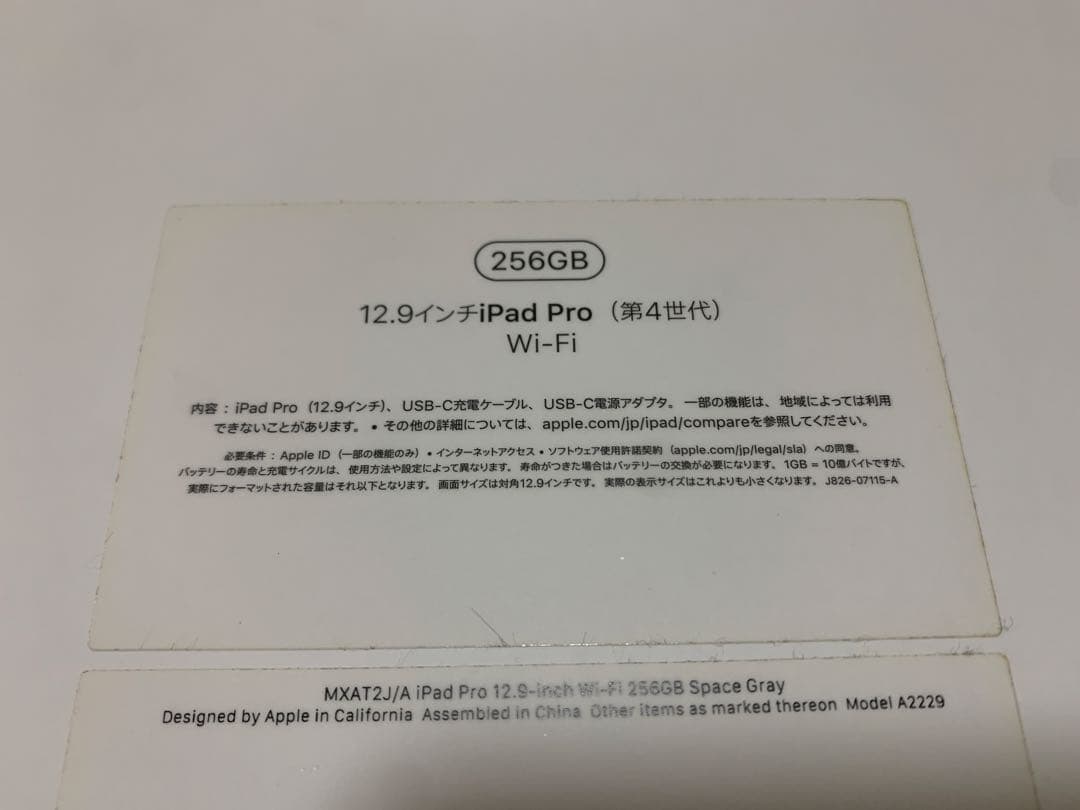 256GB
12.9インチiPad Pro（第4世代）
Wi-Fi
内容：iPad Pro（12.9インチ）、USB-C充電ケーブル、USB-C電源アダプタ。一部の機能は、地域によっては利用
できないことがあります。• その他の詳細については、apple.com/jp/ipad/compareを参照してください。
必要条件：Apple ID（一部の機能のみ）• インターネットアクセス • ソフトウェア使用許諾契約（apple.com/jp/legal/sla）への同意。
バッテリーの寿命と充電サイクルは、使用方法や設定によって異なります。寿命がつきた場合はバッテリーの交換が必要になります。1GB = 10億バイトですが、
実際にフォーマットされた容量はそれ以下となります。画面サイズは対角12.9インチです。実際の表示サイズはこれよりも小さくなります。J826-07115-A
MXAT2J/A iPad Pro 12.9-inch Wi-Fi 256GB Space Gray
Designed by Apple in California Assembled in China Other items as marked thereon Model A2229